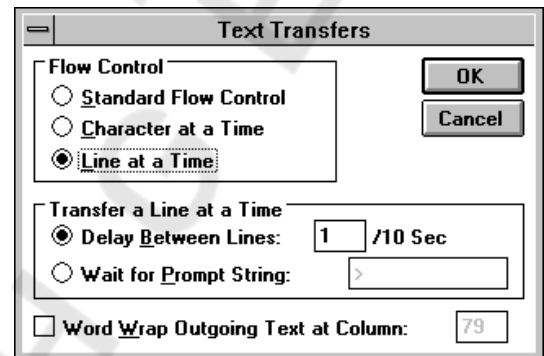 Text Transfers
Flow Control
Standard Flow Control
Character at a Time
Line at a Time
OK
Cancel
Transfer a Line at a Time
Delay Between Lines: 1 /10 Sec
Wait for Prompt String: >
Word Wrap Outgoing Text at Column: 79